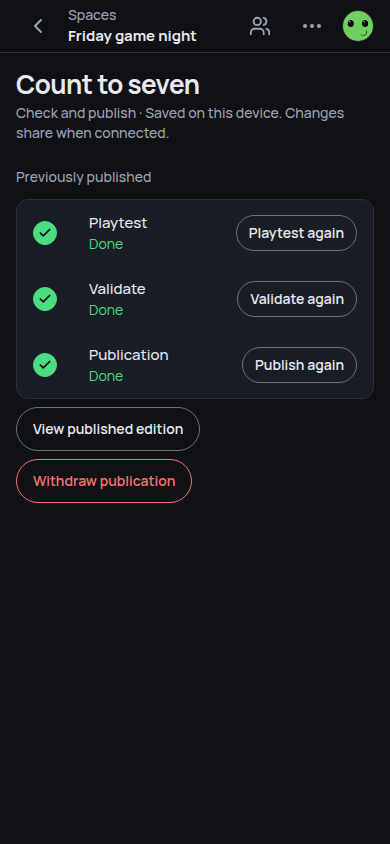 Spaces
Friday game night
Count to seven
Check and publish · Saved on this device. Changes
share when connected.
Previously published
Playtest
Done
Playtest again
Validate
Done
Validate again
Publication
Done
Publish again
View published edition
Withdraw publication